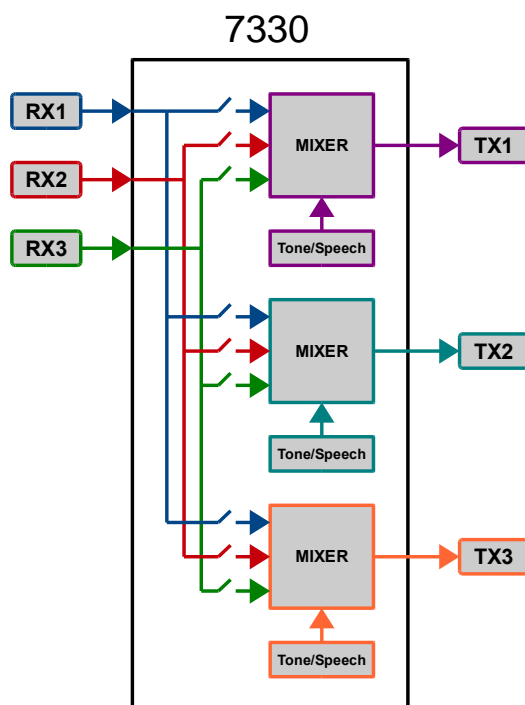 7330
RX1
RX2
RX3
MIXER
TX1
Tone/Speech
MIXER
TX2
Tone/Speech
MIXER
TX3
Tone/Speech